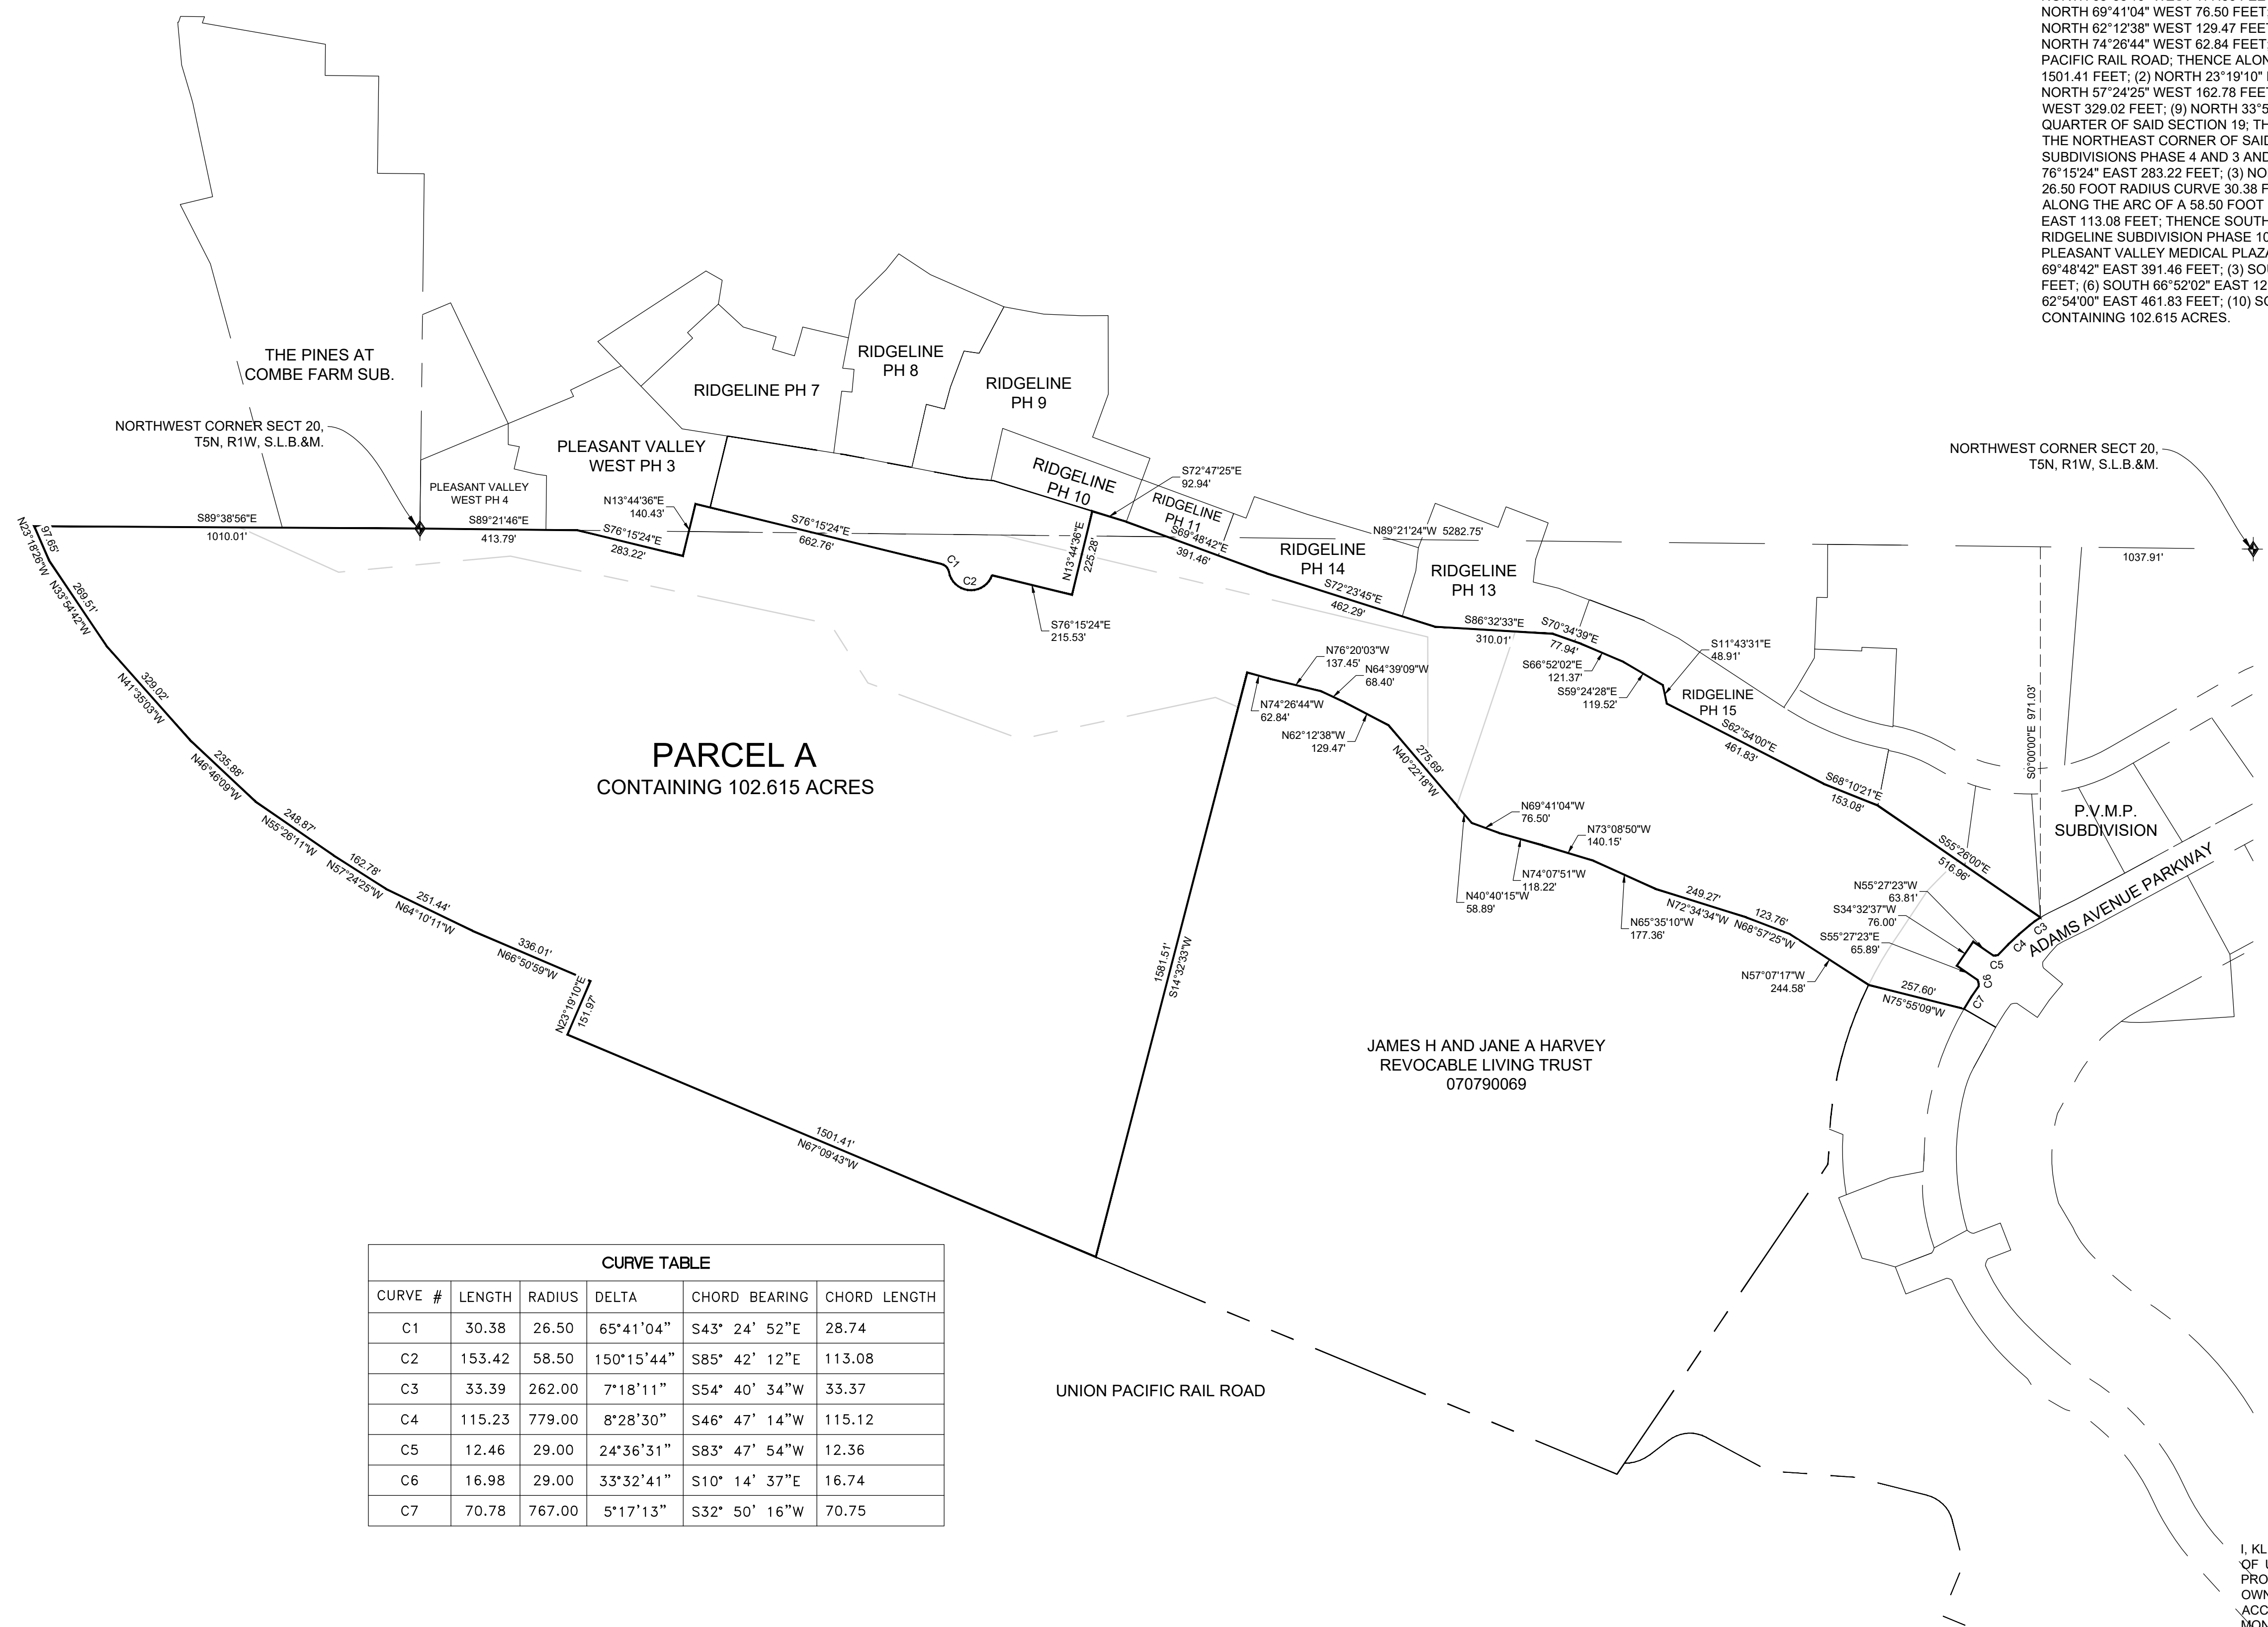 NORTH 69°41'04" WEST 76.50 FEET
NORTH 62°12'38" WEST 129.47 FEET
NORTH 74°26'44" WEST 62.84 FEET
PACIFIC RAIL ROAD; THENCE ALON
1501.41 FEET; (2) NORTH 23°19'10"
NORTH 57°24'25" WEST 162.78 FEET
WEST 329.02 FEET; (9) NORTH 33°5
QUARTER OF SAID SECTION 19; TH
THE NORTHEAST CORNER OF SAID
SUBDIVISIONS PHASE 4 AND 3 AND
76°15'24" EAST 283.22 FEET; (3) NO
26.50 FOOT RADIUS CURVE 30.38 F
ALONG THE ARC OF A 58.50 FOOT
EAST 113.08 FEET; THENCE SOUTH
RIDGELINE SUBDIVISION PHASE 10
PLEASANT VALLEY MEDICAL PLAZA
69°48'42" EAST 391.46 FEET; (3) SOU
FEET; (6) SOUTH 66°52'02" EAST 12
62°54'00" EAST 461.83 FEET; (10) SO
CONTAINING 102.615 ACRES.
THE PINES AT
COMBE FARM SUB.
NORTHWEST CORNER SECT 20,
T5N, R1W, S.L.B.&M.
PLEASANT VALLEY
WEST PH 4
PLEASANT VALLEY
WEST PH 3
RIDGELINE PH 7
RIDGELINE
PH 8
RIDGELINE
PH 9
RIDGELINE
PH 10
RIDGELINE
PH 11
RIDGELINE
PH 14
RIDGELINE
PH 13
RIDGELINE
PH 15
NORTHWEST CORNER SECT 20,
T5N, R1W, S.L.B.&M.
S89°38'56"E
1010.01'
S89°21'46"E
413.79'
S76°15'24"E
283.22'
N13°44'36"E
140.43'
S76°15'24"E
662.76'
C1
C2
S76°15'24"E
215.53'
N13°44'36"E
225.28'
S72°47'25"E
92.94'
S69°48'42"E
391.46'
S72°23'45"E
462.29'
N89°21'24"W 5282.75'
1037.91'
S86°32'33"E
310.01'
S70°34'39"E
77.94'
S66°52'02"E
121.37'
S59°24'28"E
119.52'
S11°43'31"E
48.91'
S62°54'00"E
461.83'
S68°10'21"E
153.08'
S55°26'00"E
516.96'
S0°00'00"E 971.03'
P.V.M.P.
SUBDIVISION
ADAMS AVENUE PARKWAY
C3
C4
C5
C6
C7
N55°27'23"W
63.81'
S34°32'37"W
76.00'
S55°27'23"E
65.89'
257.60'
N75°55'09"W
N57°07'17"W
244.58'
123.76'
N68°57'25"W
249.27'
N72°34'34"W
N65°35'10"W
177.36'
N73°08'50"W
140.15'
N74°07'51"W
118.22'
N69°41'04"W
76.50'
N40°40'15"W
58.89'
275.69'
N40°22'18"W
N62°12'38"W
129.47'
N64°39'09"W
68.40'
N76°20'03"W
137.45'
N74°26'44"W
62.84'
1581.51'
S14°32'33"W
97.65'
N23°18'26"W
269.51'
N33°54'42"W
329.02'
N41°35'03"W
235.88'
N46°46'09"W
248.87'
N55°26'11"W
162.78'
N57°24'25"W
251.44'
N64°10'11"W
336.01'
N66°50'59"W
N23°19'10"E
151.97'
1501.41'
N67°09'43"W
PARCEL A
CONTAINING 102.615 ACRES
JAMES H AND JANE A HARVEY
REVOCABLE LIVING TRUST
070790069
UNION PACIFIC RAIL ROAD
CURVE TABLE
CURVE # LENGTH RADIUS DELTA CHORD BEARING CHORD LENGTH
C1 30.38 26.50 65°41'04" S43° 24' 52"E 28.74
C2 153.42 58.50 150°15'44" S85° 42' 12"E 113.08
C3 33.39 262.00 7°18'11" S54° 40' 34"W 33.37
C4 115.23 779.00 8°28'30" S46° 47' 14"W 115.12
C5 12.46 29.00 24°36'31" S83° 47' 54"W 12.36
C6 16.98 29.00 33°32'41" S10° 14' 37"E 16.74
C7 70.78 767.00 5°17'13" S32° 50' 16"W 70.75
I, KL
OF U
PRO
OWN
ACC
MON